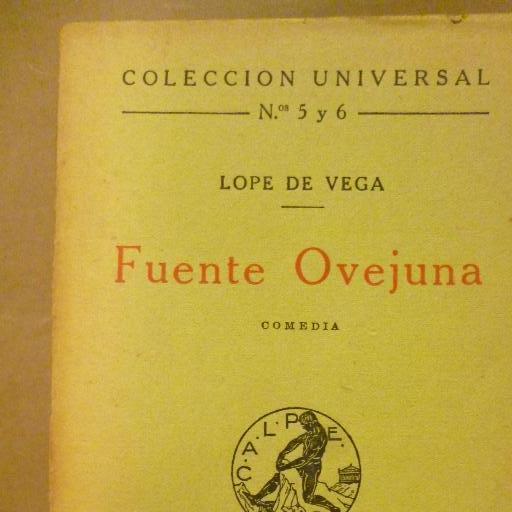 COLECCION UNIVERSAL
N.os 5 y 6
LOPE DE VEGA
Fuente Ovejuna
COMEDIA
C.A.L.P.E.